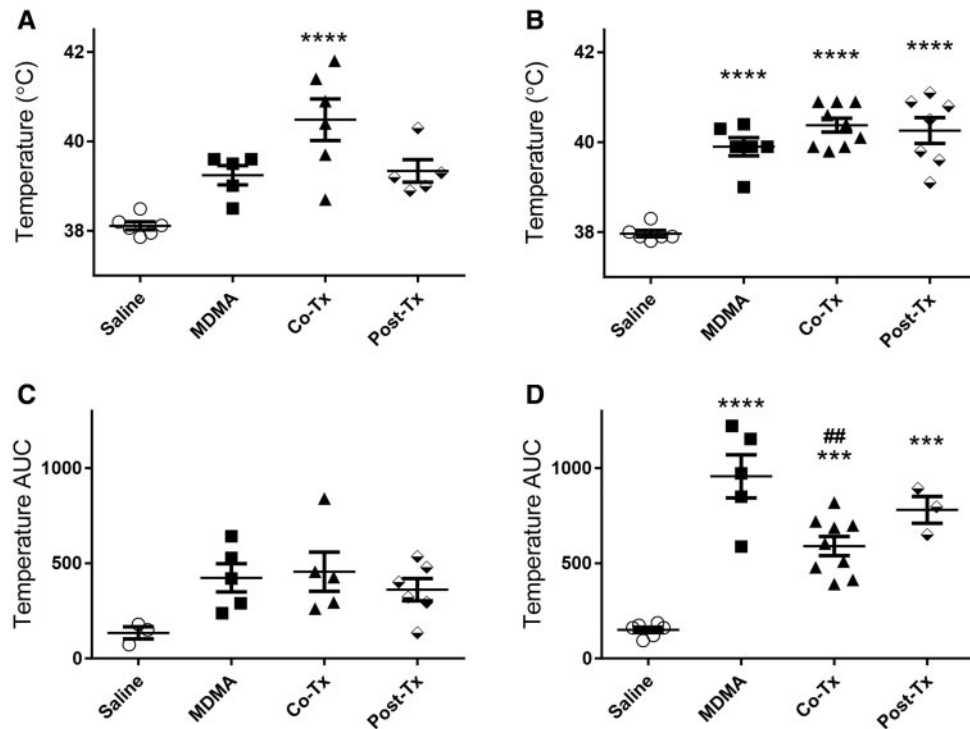 A
Temperature (°C)
42
40
38
****
Saline
MDMA
Co-Tx
Post-Tx
B
Temperature (°C)
42
40
38
****
****
****
Saline
MDMA
Co-Tx
Post-Tx
C
Temperature AUC
1000
500
0
Saline
MDMA
Co-Tx
Post-Tx
D
Temperature AUC
1000
500
0
****
##
***
***
Saline
MDMA
Co-Tx
Post-Tx